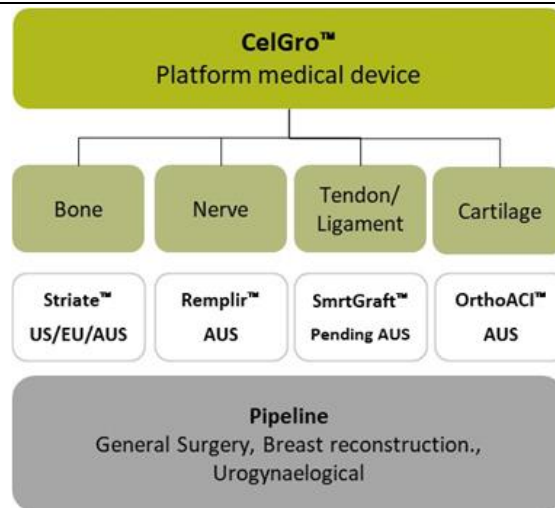 CelGro™
Platform medical device
Bone
Nerve
Tendon/
Ligament
Cartilage
Striate™
US/EU/AUS
Remplir™
AUS
SmrtGraft™
Pending AUS
OrthoACI™
AUS
Pipeline
General Surgery, Breast reconstruction.,
Urogynaelogical